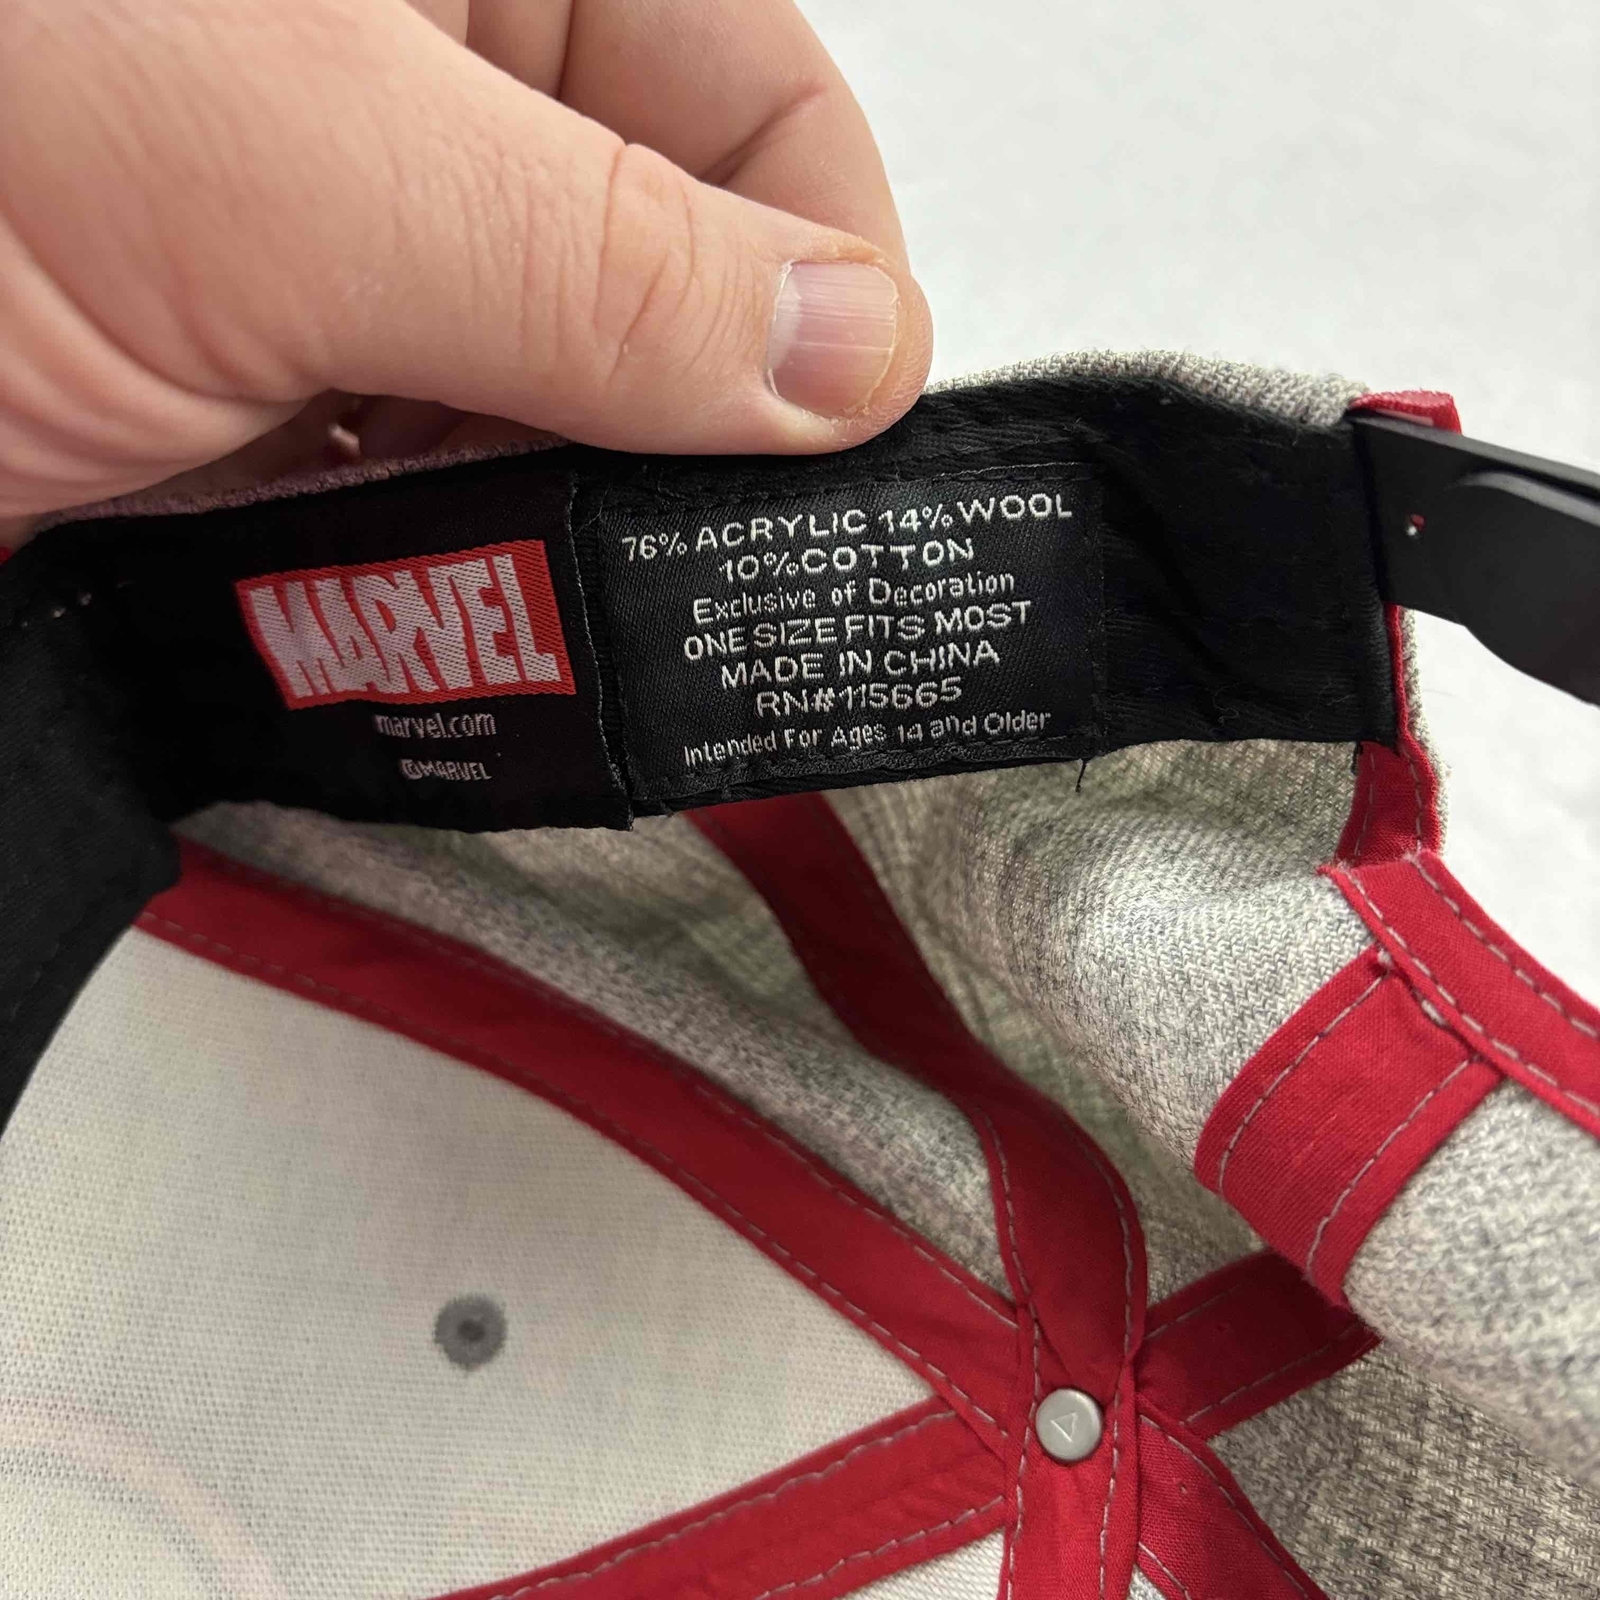 MARVEL
marvel.com
©MARVEL
76% ACRYLIC 14% WOOL
10%COTTON
Exclusive of Decoration
ONE SIZE FITS MOST
MADE IN CHINA
RN#115665
Intended For Ages 14 and Older